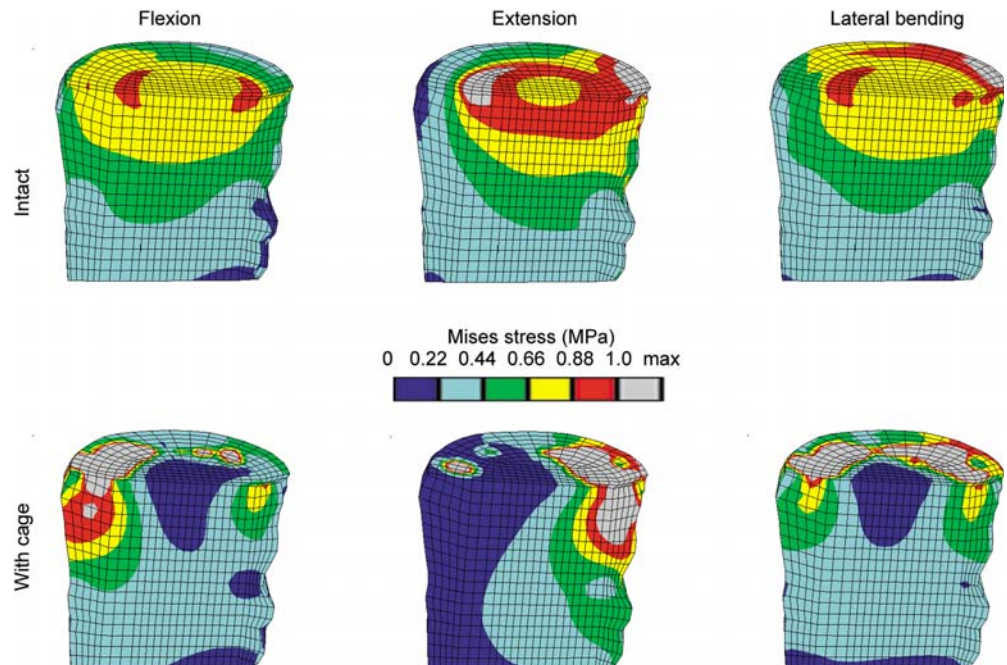 Flexion Extension Lateral bending
Intact
Mises stress (MPa)
0 0.22 0.44 0.66 0.88 1.0 max
With cage